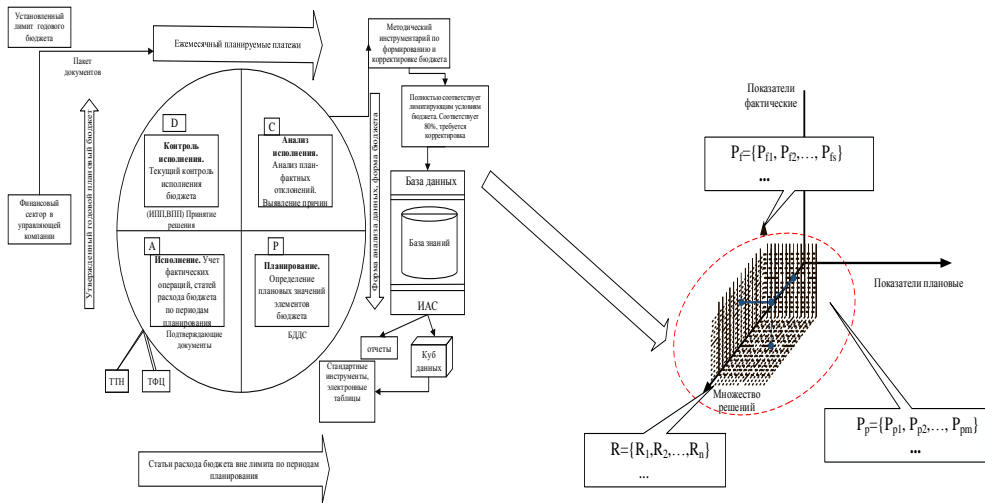 Установленный
лимит годового
бюджета
Ежемесячный планируемые платежи
Пакет
документов
Методический
инструментарий по
формированию и
корректировке бюджета
Полностью соответствует
лимитирующим условиям
бюджета. Соответствует
80%, требуется
корректировка
Утвержденный годовой плановый бюджет
Финансовый
сектор в
управляющей
компании
D
Контроль
исполнения.
Текущий контроль
исполнения
бюджета
(ИПП,ВПП) Принятие
решения
C
Анализ
исполнения.
Анализ план-
фактных
отклонений.
Выявление причин
A
Исполнение. Учет
фактических
операций, статей
расхода бюджета
по периодам
планирования
Подтверждающие
документы
P
Планирование.
Определение
плановых значений
элементов
бюджета
БДДС
ТТН
ТФЦ
Форма анализа данных, форма бюджета
База данных
База знаний
ИАС
отчеты
Куб
данных
Стандартные
инструменты,
электронные
таблицы
Статьи расхода бюджета вне лимита по периодам
планирования
Показатели
фактические
Pf={Pf1, Pf2,…, Pfs}
...
Показатели плановые
Множество
решений
Pp={Pp1, Pp2,…, Ppm}
...
R={R1,R2,…,Rn}
...